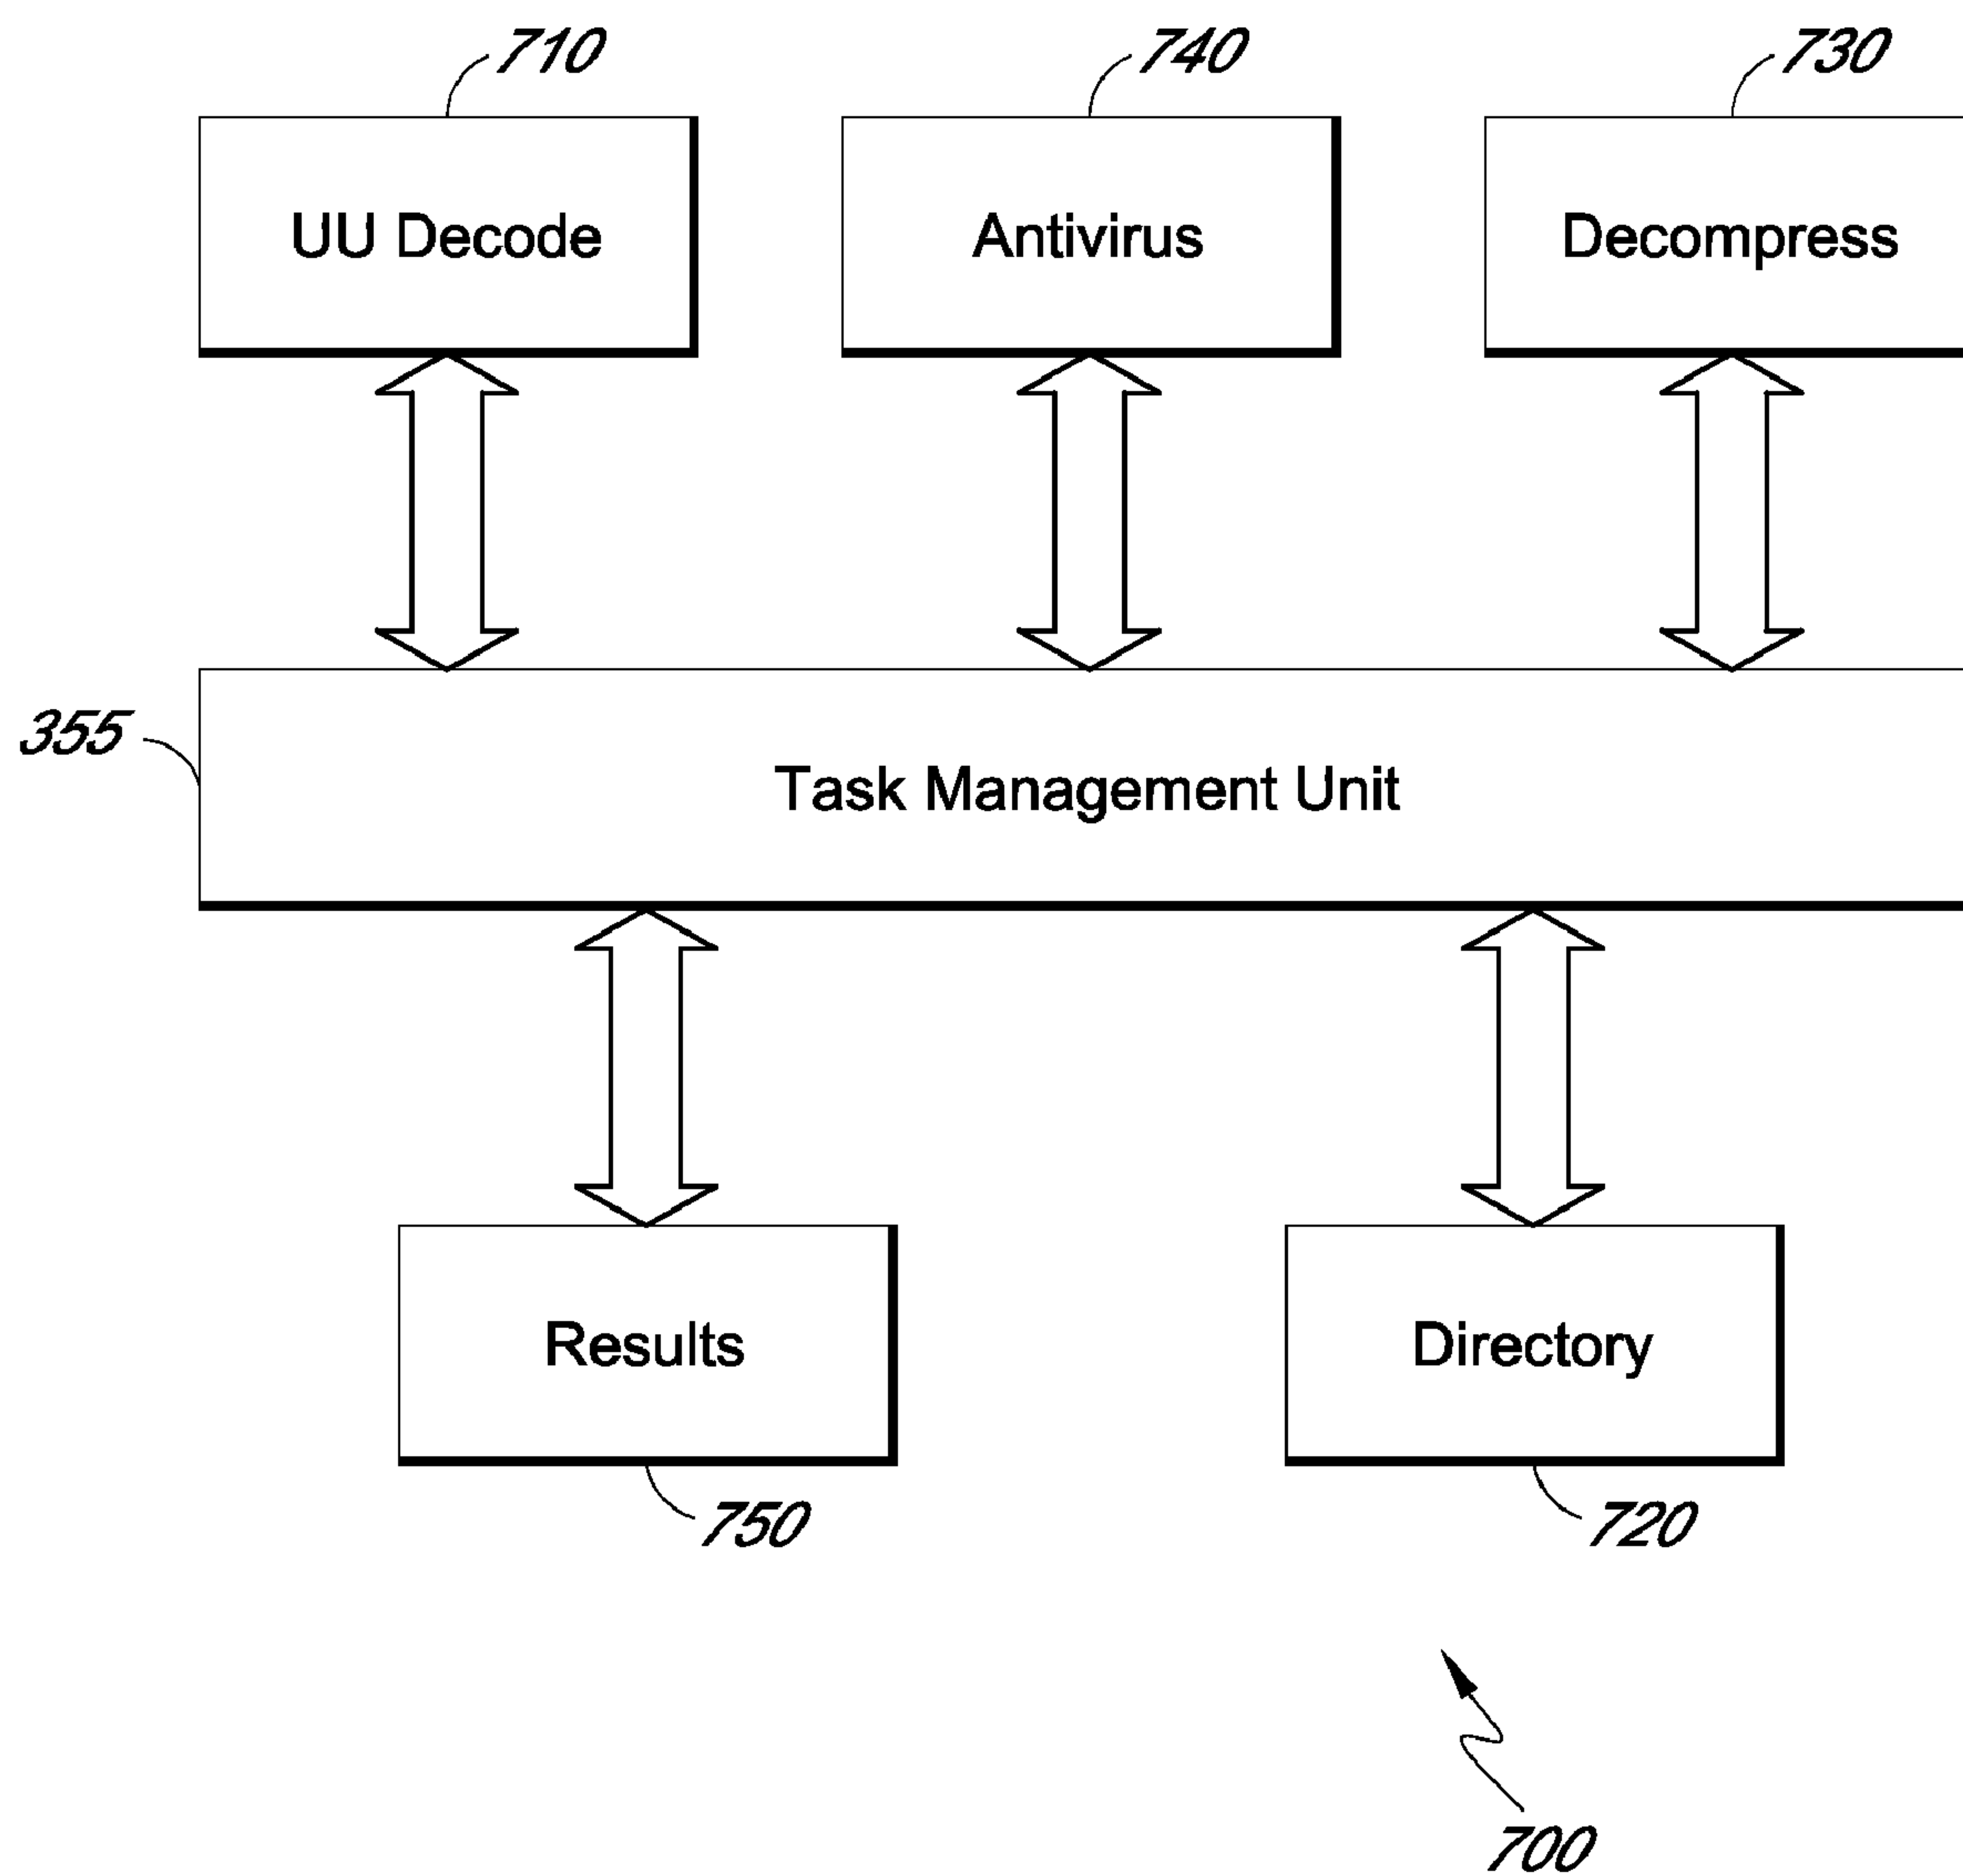 710
740
730
UU Decode
Antivirus
Decompress
355
Task Management Unit
Results
Directory
750
720
700